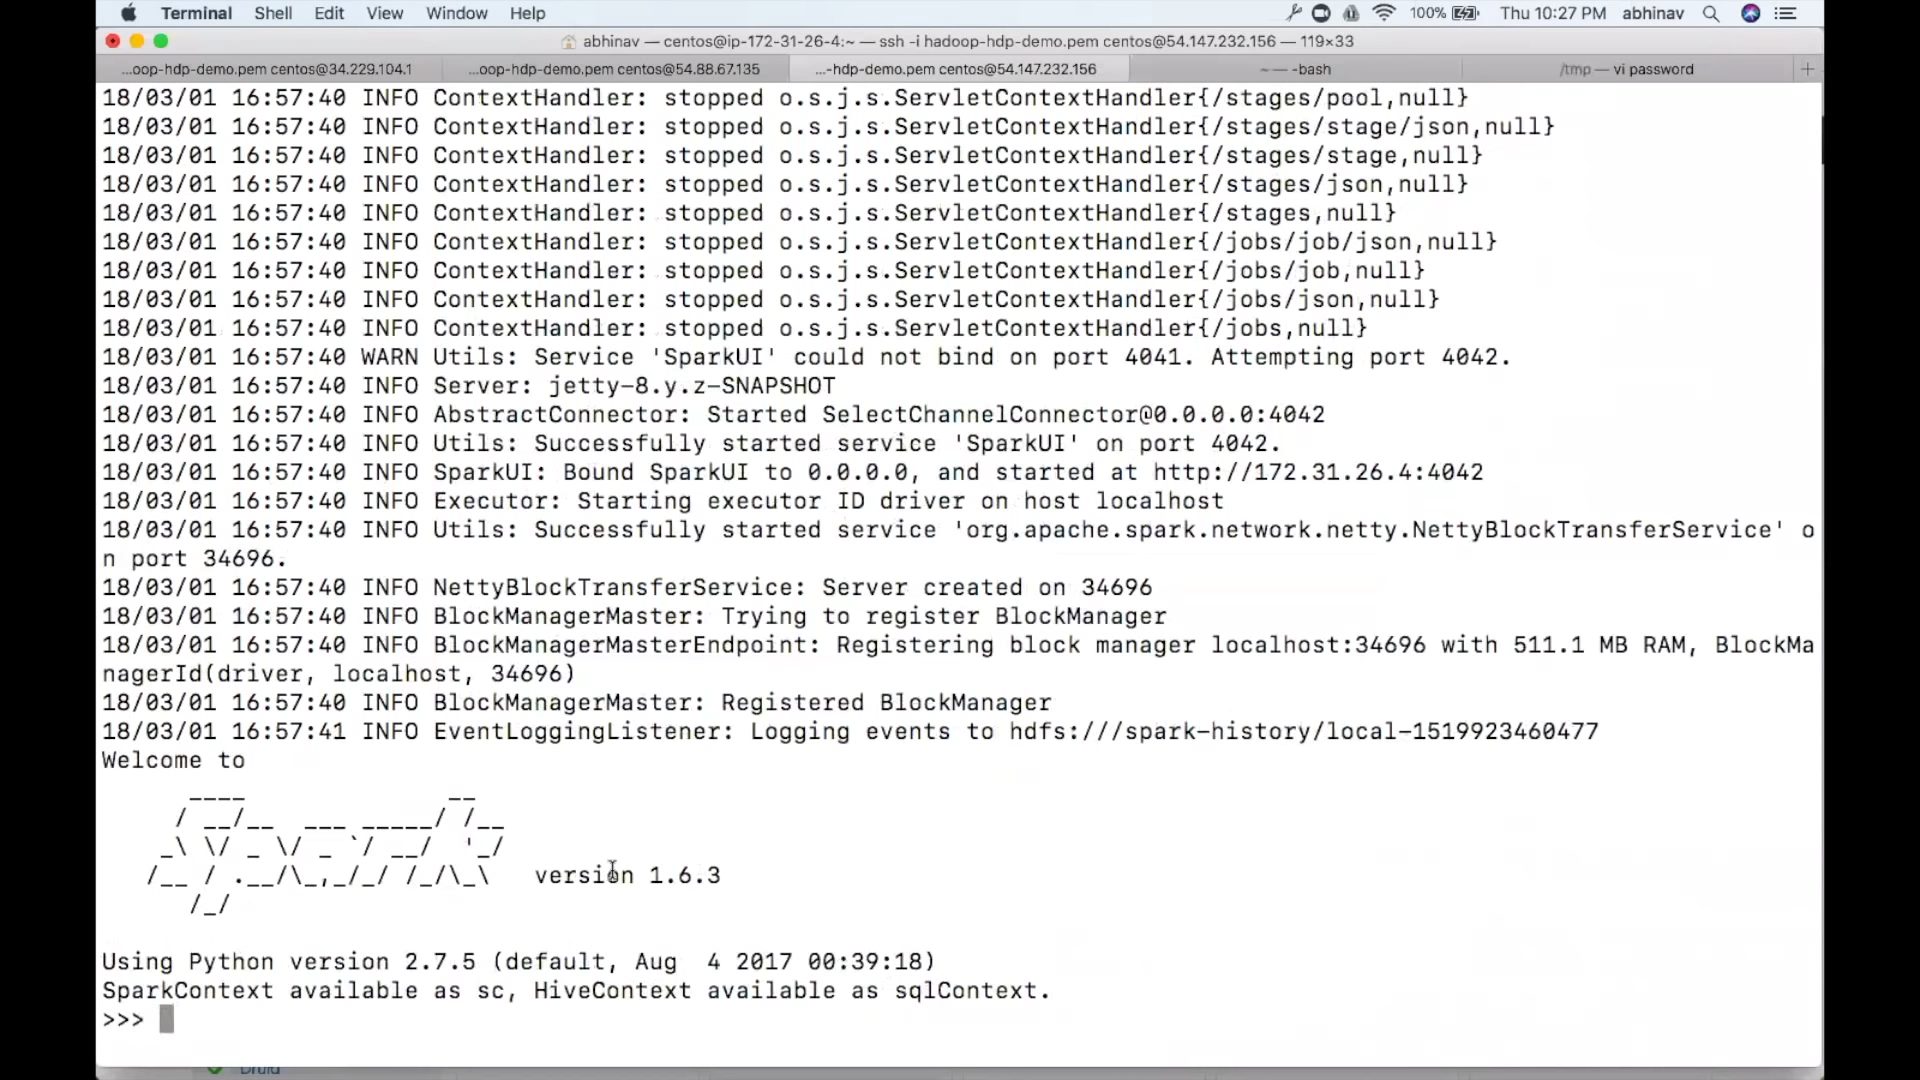 Terminal Shell Edit View Window Help 100% Thu 10:27 PM abhinav
abhinav — centos@ip-172-31-26-4:~ — ssh -i hadoop-hdp-demo.pem centos@54.147.232.156 — 119×33
...oop-hdp-demo.pem centos@34.229.104.1 ...oop-hdp-demo.pem centos@54.88.67.135 ...-hdp-demo.pem centos@54.147.232.156 ~ — -bash /tmp — vi password +
18/03/01 16:57:40 INFO ContextHandler: stopped o.s.j.s.ServletContextHandler{/stages/pool,null}
18/03/01 16:57:40 INFO ContextHandler: stopped o.s.j.s.ServletContextHandler{/stages/stage/json,null}
18/03/01 16:57:40 INFO ContextHandler: stopped o.s.j.s.ServletContextHandler{/stages/stage,null}
18/03/01 16:57:40 INFO ContextHandler: stopped o.s.j.s.ServletContextHandler{/stages/json,null}
18/03/01 16:57:40 INFO ContextHandler: stopped o.s.j.s.ServletContextHandler{/stages,null}
18/03/01 16:57:40 INFO ContextHandler: stopped o.s.j.s.ServletContextHandler{/jobs/job/json,null}
18/03/01 16:57:40 INFO ContextHandler: stopped o.s.j.s.ServletContextHandler{/jobs/job,null}
18/03/01 16:57:40 INFO ContextHandler: stopped o.s.j.s.ServletContextHandler{/jobs/json,null}
18/03/01 16:57:40 INFO ContextHandler: stopped o.s.j.s.ServletContextHandler{/jobs,null}
18/03/01 16:57:40 WARN Utils: Service 'SparkUI' could not bind on port 4041. Attempting port 4042.
18/03/01 16:57:40 INFO Server: jetty-8.y.z-SNAPSHOT
18/03/01 16:57:40 INFO AbstractConnector: Started SelectChannelConnector@0.0.0.0:4042
18/03/01 16:57:40 INFO Utils: Successfully started service 'SparkUI' on port 4042.
18/03/01 16:57:40 INFO SparkUI: Bound SparkUI to 0.0.0.0, and started at http://172.31.26.4:4042
18/03/01 16:57:40 INFO Executor: Starting executor ID driver on host localhost
18/03/01 16:57:40 INFO Utils: Successfully started service 'org.apache.spark.network.netty.NettyBlockTransferService' o
n port 34696.
18/03/01 16:57:40 INFO NettyBlockTransferService: Server created on 34696
18/03/01 16:57:40 INFO BlockManagerMaster: Trying to register BlockManager
18/03/01 16:57:40 INFO BlockManagerMasterEndpoint: Registering block manager localhost:34696 with 511.1 MB RAM, BlockMa
nagerId(driver, localhost, 34696)
18/03/01 16:57:40 INFO BlockManagerMaster: Registered BlockManager
18/03/01 16:57:41 INFO EventLoggingListener: Logging events to hdfs:///spark-history/local-1519923460477
Welcome to
Spark version 1.6.3
Using Python version 2.7.5 (default, Aug  4 2017 00:39:18)
SparkContext available as sc, HiveContext available as sqlContext.
>>>
Druid